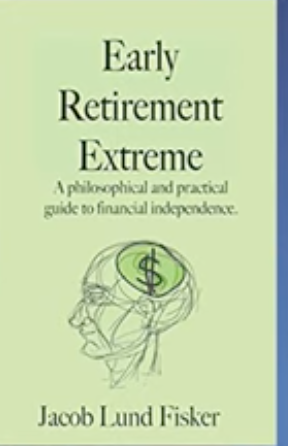 Early
Retirement
Extreme
A philosophical and practical
guide to financial independence.
$
Jacob Lund Fisker